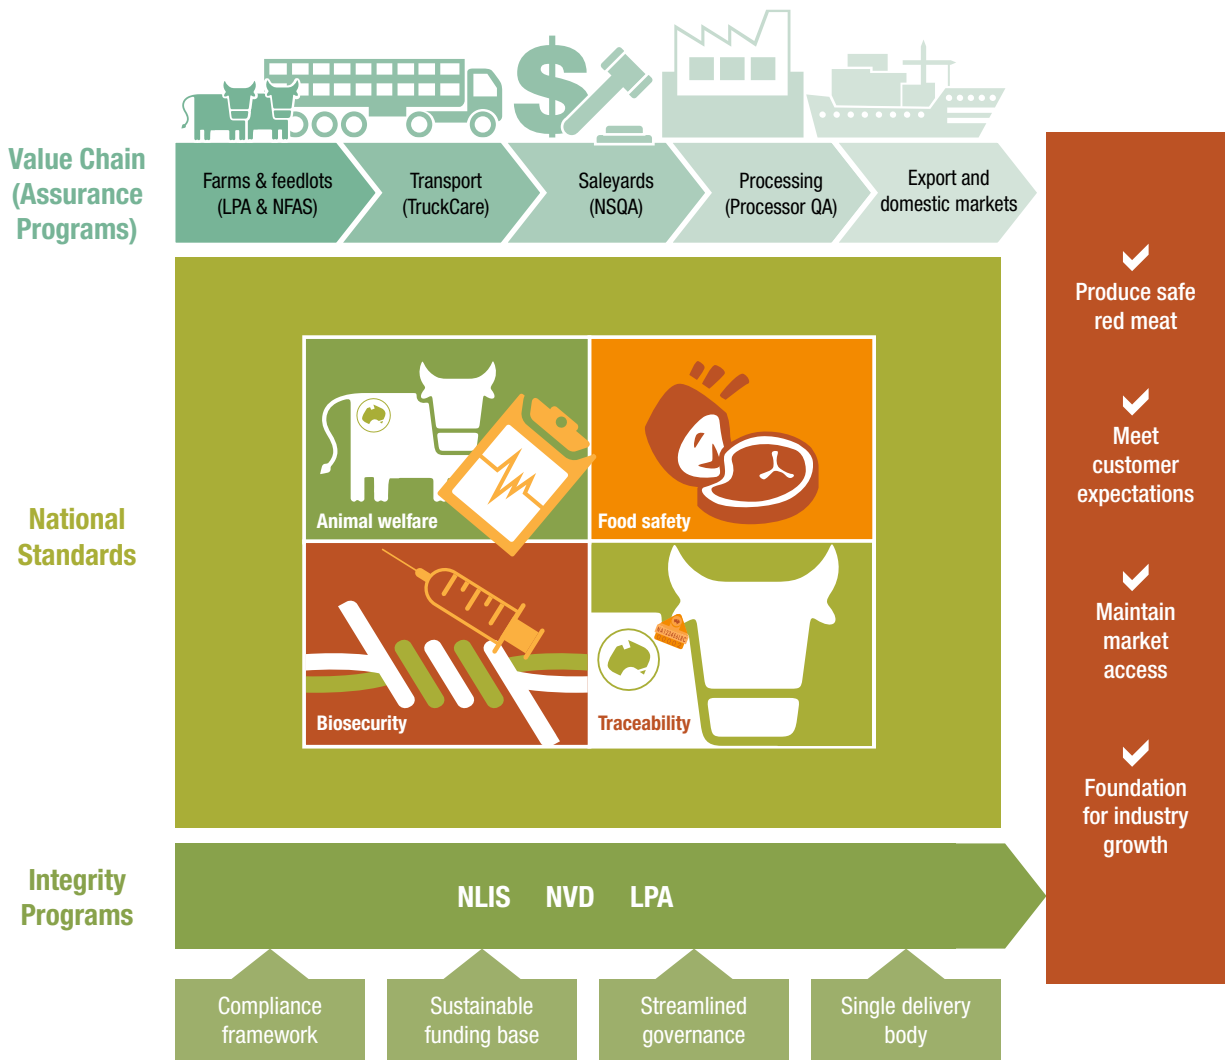 Value Chain
(Assurance
Programs)
Farms & feedlots
(LPA & NFAS)
Transport
(TruckCare)
Saleyards
(NSQA)
Processing
(Processor QA)
Export and
domestic markets
National
Standards
Animal welfare
Food safety
Biosecurity
Traceability
Integrity
Programs
NLIS NVD LPA
Compliance
framework
Sustainable
funding base
Streamlined
governance
Single delivery
body
Produce safe
red meat
Meet
customer
expectations
Maintain
market
access
Foundation
for industry
growth